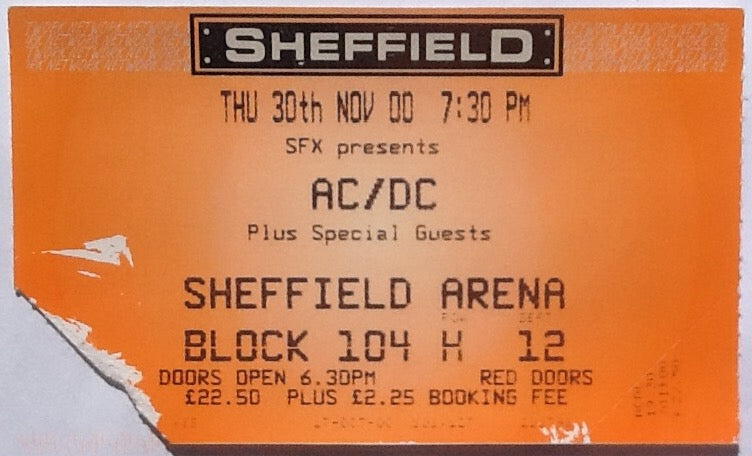 SHEFFIELD
THU 30th NOV 00 7:30 PM
SFX presents
AC/DC
Plus Special Guests
SHEFFIELD ARENA
ROW SEAT
BLOCK 104 H 12
DOORS OPEN 6.30PM RED DOORS
£22.50 PLUS £2.25 BOOKING FEE